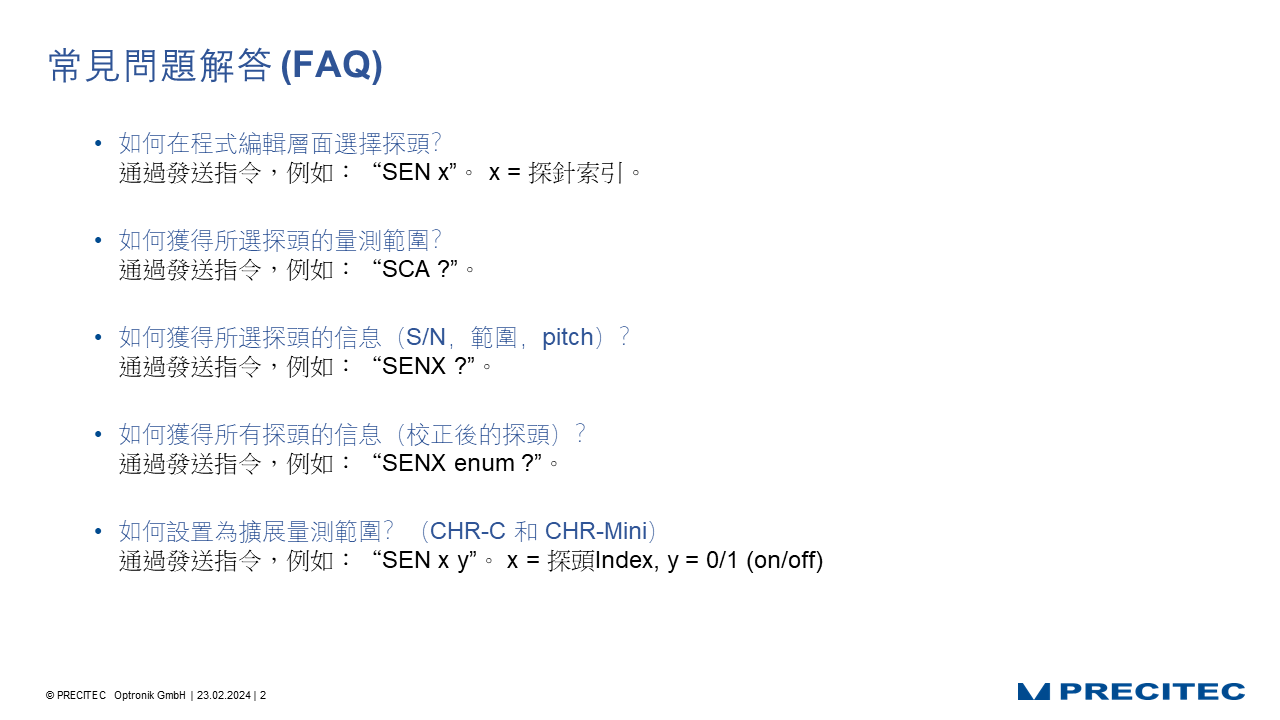 常見問題解答 (FAQ)
• 如何在程式編輯層面選擇探頭?
通過發送指令，例如： “SEN x”。 x = 探針索引。
• 如何獲得所選探頭的量測範圍?
通過發送指令，例如： “SCA ?”。
• 如何獲得所選探頭的信息（S/N，範圍，pitch）?
通過發送指令，例如： “SENX ?”。
• 如何獲得所有探頭的信息（校正後的探頭）?
通過發送指令，例如： “SENX enum ?”。
• 如何設置為擴展量測範圍? （CHR-C 和 CHR-Mini）
通過發送指令，例如： “SEN x y”。 x = 探頭Index, y = 0/1 (on/off)
© PRECITEC Optronik GmbH | 23.02.2024 | 2
PRECITEC